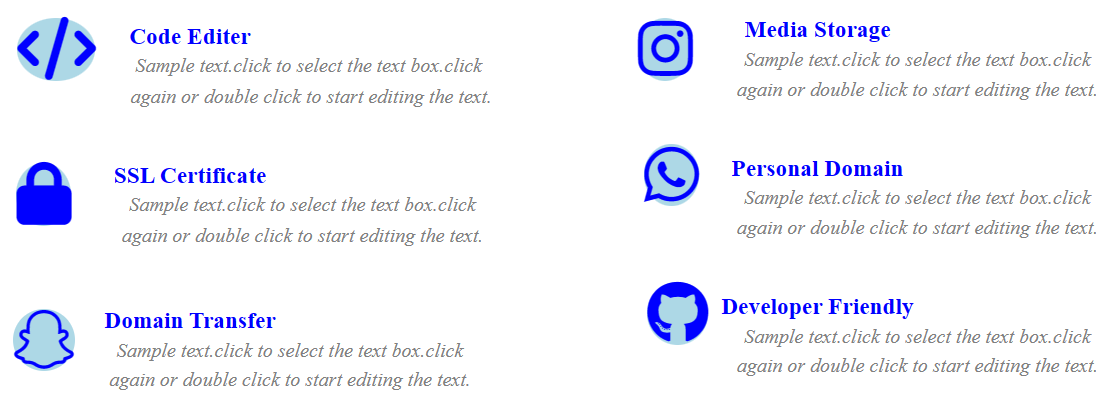 Code Editer
Sample text.click to select the text box.click
again or double click to start editing the text.
SSL Certificate
Sample text.click to select the text box.click
again or double click to start editing the text.
Domain Transfer
Sample text.click to select the text box.click
again or double click to start editing the text.
Media Storage
Sample text.click to select the text box.click
again or double click to start editing the text.
Personal Domain
Sample text.click to select the text box.click
again or double click to start editing the text.
Developer Friendly
Sample text.click to select the text box.click
again or double click to start editing the text.